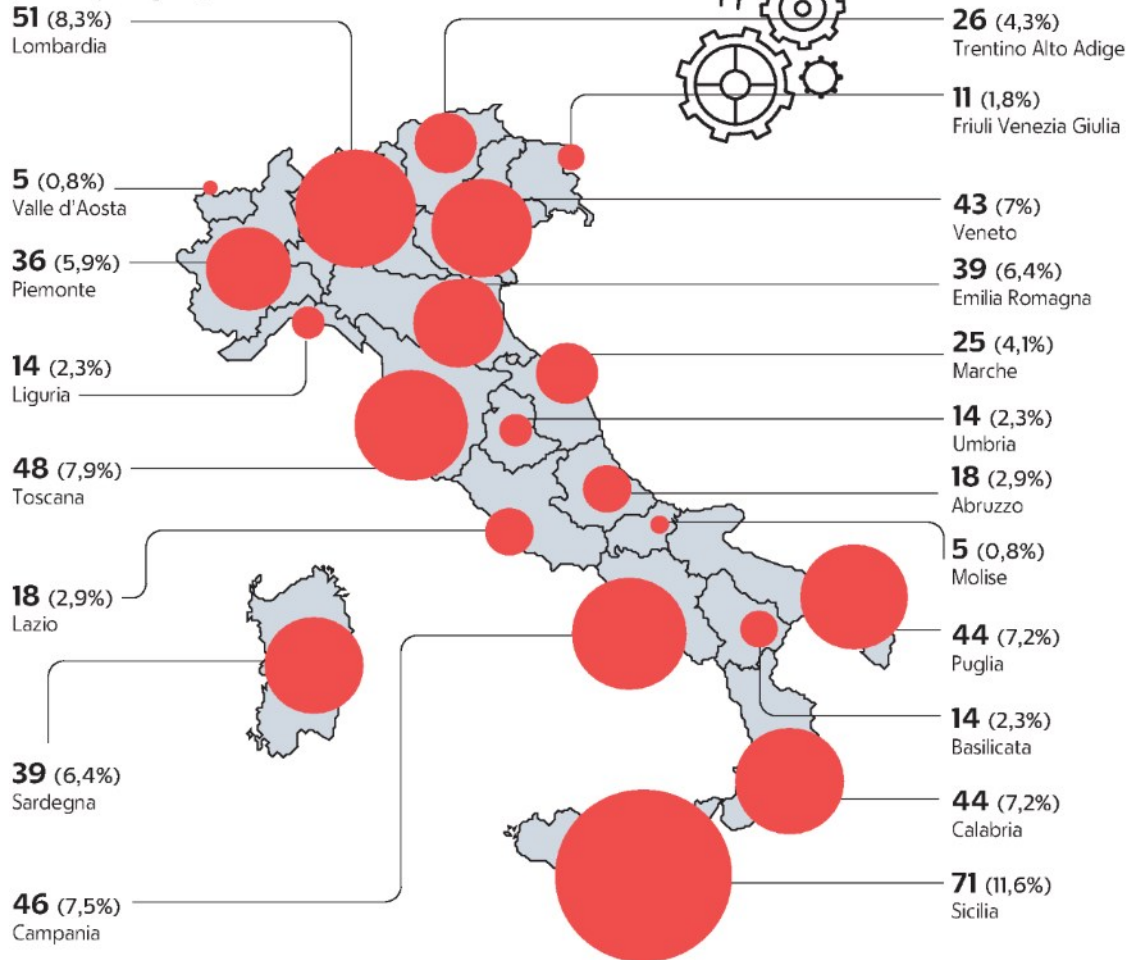 51 (8,3%)
Lombardia
5 (0,8%)
Valle d'Aosta
36 (5,9%)
Piemonte
14 (2,3%)
Liguria
48 (7,9%)
Toscana
18 (2,9%)
Lazio
39 (6,4%)
Sardegna
46 (7,5%)
Campania
26 (4,3%)
Trentino Alto Adige
11 (1,8%)
Friuli Venezia Giulia
43 (7%)
Veneto
39 (6,4%)
Emilia Romagna
25 (4,1%)
Marche
14 (2,3%)
Umbria
18 (2,9%)
Abruzzo
5 (0,8%)
Molise
44 (7,2%)
Puglia
14 (2,3%)
Basilicata
44 (7,2%)
Calabria
71 (11,6%)
Sicilia